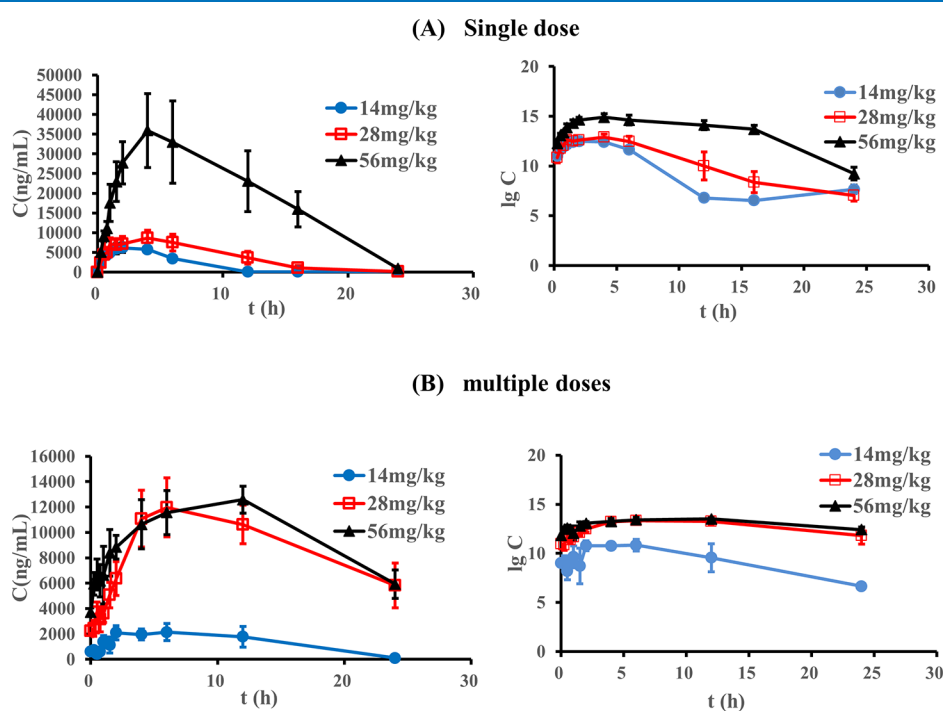 (A) Single dose
50000
45000
40000
35000
30000
25000
20000
15000
10000
5000
0
C(ng/mL)
14mg/kg
28mg/kg
56mg/kg
0
10
20
30
t (h)
20
15
10
5
0
lg C
14mg/kg
28mg/kg
56mg/kg
0
5
10
15
20
25
30
t (h)
(B) multiple doses
16000
14000
12000
10000
8000
6000
4000
2000
0
C(ng/mL)
14mg/kg
28mg/kg
56mg/kg
0
10
20
30
t (h)
20
15
10
5
0
lg C
14mg/kg
28mg/kg
56mg/kg
0
5
10
15
20
25
30
t (h)